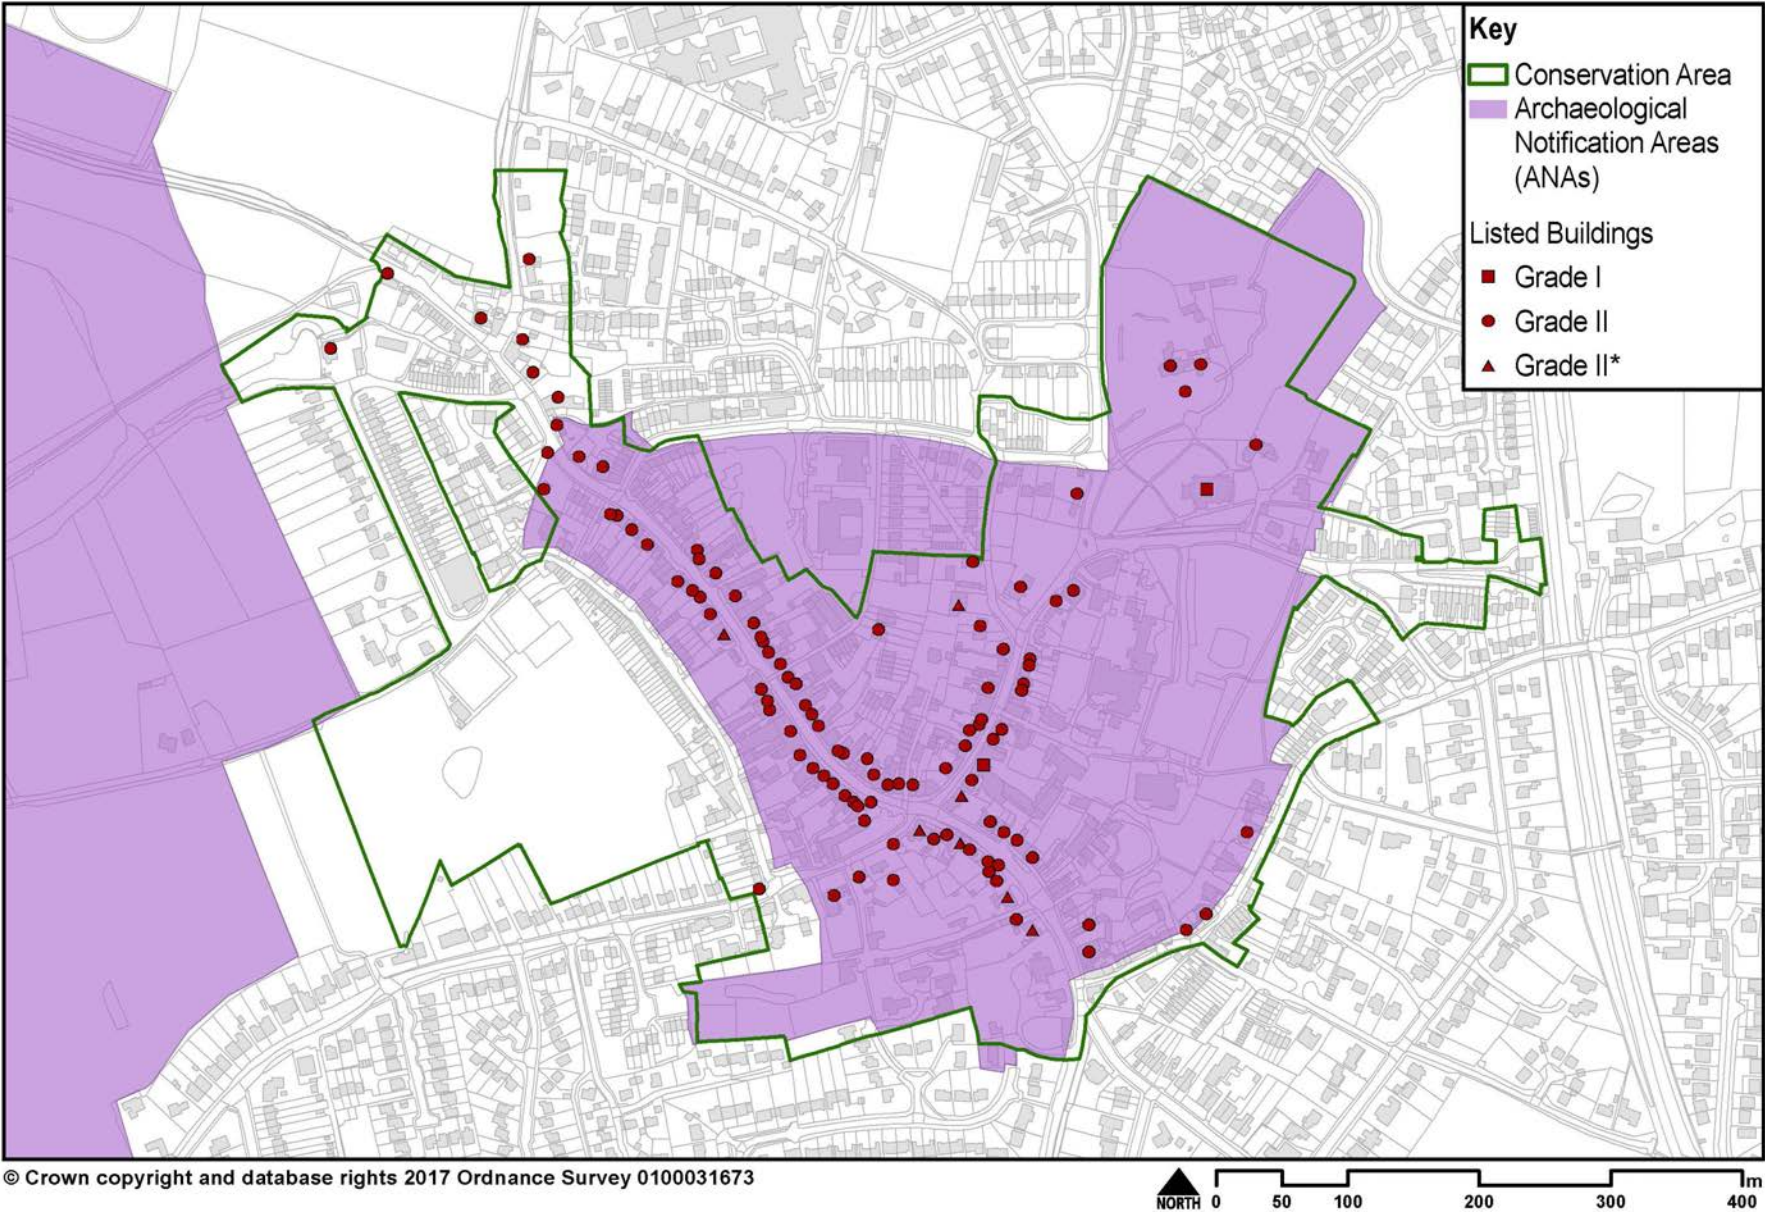 Key
Conservation Area
Archaeological
Notification Areas
(ANAs)
Listed Buildings
Grade I
Grade II
Grade II*
© Crown copyright and database rights 2017 Ordnance Survey 0100031673
NORTH 0 50 100 200 300 400 m